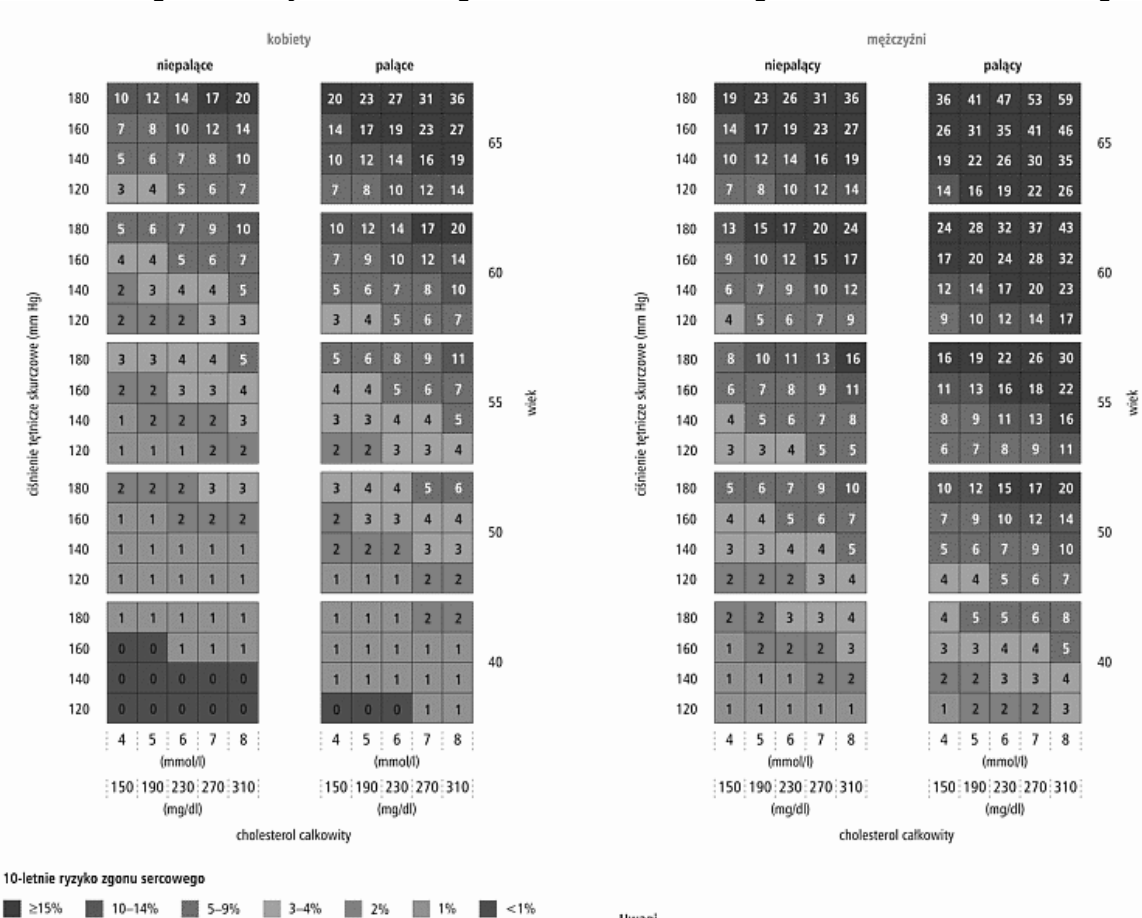 kobiety mężczyźni
niepalące palące niepalący palący
180 10 12 14 17 20 20 23 27 31 36 180 19 23 26 31 36 36 41 47 53 59
160 7 8 10 12 14 14 17 19 23 27 160 14 17 19 23 27 26 31 35 41 46
65 65
140 5 6 7 8 10 10 12 14 16 19 140 10 12 14 16 19 19 22 26 30 35
120 3 4 5 6 7 7 8 10 12 14 120 7 8 10 12 14 14 16 19 22 26
180 5 6 7 9 10 10 12 14 17 20 180 13 15 17 20 24 24 28 32 37 43
160 4 4 5 6 7 7 9 10 12 14 160 9 10 12 15 17 17 20 24 28 32
60 60
140 2 3 4 4 5 5 6 7 8 10 140 6 7 9 10 12 12 14 17 20 23
120 2 2 2 3 3 3 4 5 6 7 120 4 5 6 7 9 9 10 12 14 17
180 3 3 4 4 5 5 6 8 9 11 180 8 10 11 13 16 16 19 22 26 30
160 2 2 3 3 4 4 4 5 6 7 160 6 7 8 9 11 11 13 16 18 22
55 55
140 1 2 2 2 3 3 3 4 4 5 140 4 5 6 7 8 8 9 11 13 16
120 1 1 1 2 2 2 2 3 3 4 120 3 3 4 5 5 6 7 8 9 11
180 2 2 2 3 3 3 4 4 5 6 180 5 6 7 9 10 10 12 15 17 20
160 1 1 2 2 2 2 3 3 4 4 160 4 4 5 6 7 7 9 10 12 14
50 50
140 1 1 1 1 1 2 2 2 3 3 140 3 3 4 4 5 5 6 7 9 10
120 1 1 1 1 1 1 1 1 2 2 120 2 2 2 3 4 4 4 5 6 7
180 1 1 1 1 1 1 1 1 2 2 180 2 2 3 3 4 4 5 5 6 8
160 0 0 1 1 1 1 1 1 1 1 160 1 2 2 2 3 3 3 4 4 5
40 40
140 0 0 0 0 0 1 1 1 1 1 140 1 1 1 2 2 2 2 3 3 4
120 0 0 0 0 0 0 0 0 1 1 120 1 1 1 1 1 1 2 2 2 3
ciśnienie tętnicze skurczowe (mm Hg) wiek ciśnienie tętnicze skurczowe (mm Hg) wiek
4 5 6 7 8 4 5 6 7 8 4 5 6 7 8 4 5 6 7 8
(mmol/l) (mmol/l) (mmol/l) (mmol/l)
150 190 230 270 310 150 190 230 270 310 150 190 230 270 310 150 190 230 270 310
(mg/dl) (mg/dl) (mg/dl) (mg/dl)
cholesterol całkowity cholesterol całkowity
10-letnie ryzyko zgonu sercowego
≥15% 10–14% 5–9% 3–4% 2% 1% <1%